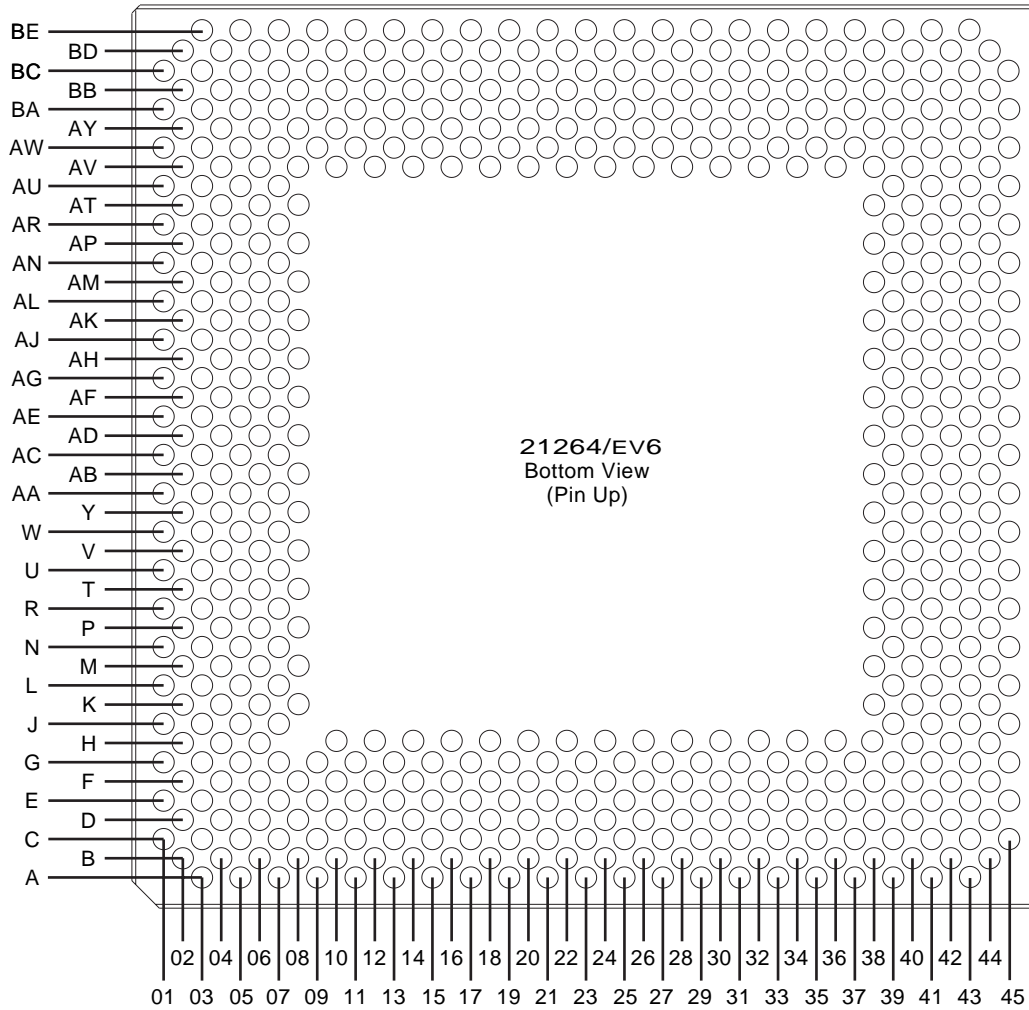 BE
BD
BC
BB
BA
AY
AW
AV
AU
AT
AR
AP
AN
AM
AL
AK
AJ
AH
AG
AF
AE
AD
AC
AB
AA
Y
W
V
U
T
R
P
N
M
L
K
J
H
G
F
E
D
C
B
A
21264/EV6
Bottom View
(Pin Up)
02 04 06 08 10 12 14 16 18 20 22 24 26 28 30 32 34 36 38 40 42 44
01 03 05 07 09 11 13 15 17 19 21 23 25 27 29 31 33 35 37 39 41 43 45